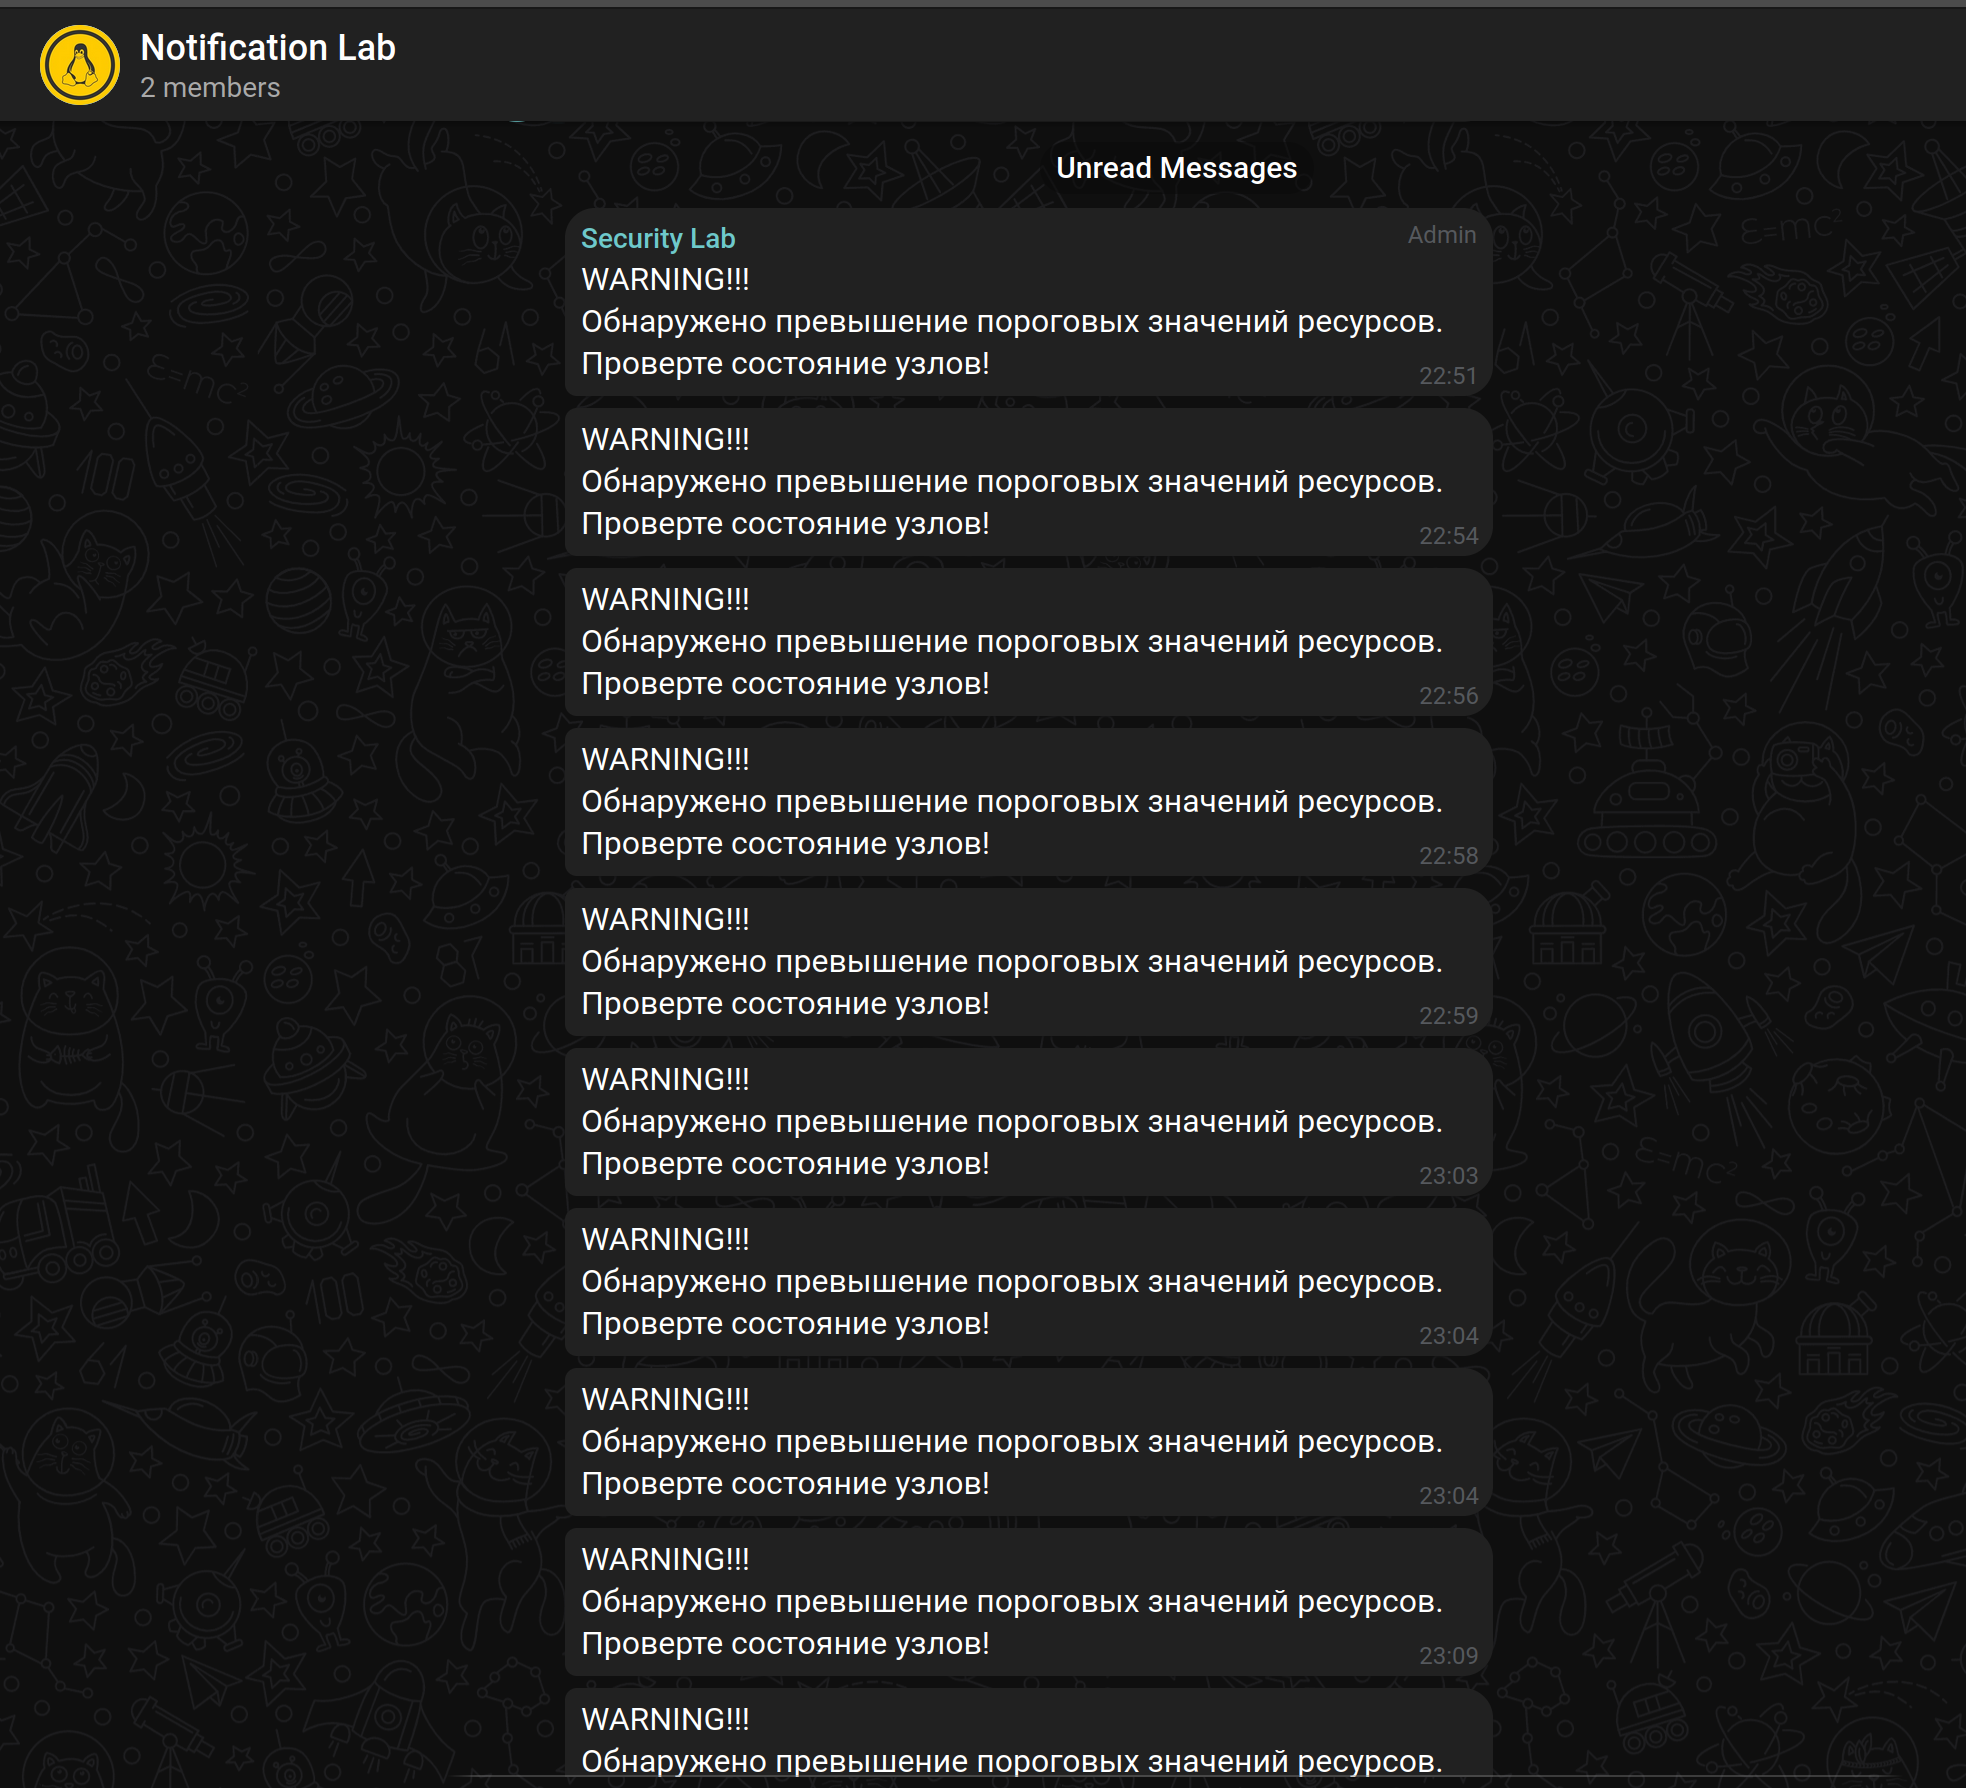 Notification Lab
2 members
Unread Messages
Security Lab Admin
WARNING!!!
Обнаружено превышение пороговых значений ресурсов.
Проверте состояние узлов!
22:51
WARNING!!!
Обнаружено превышение пороговых значений ресурсов.
Проверте состояние узлов!
22:54
WARNING!!!
Обнаружено превышение пороговых значений ресурсов.
Проверте состояние узлов!
22:56
WARNING!!!
Обнаружено превышение пороговых значений ресурсов.
Проверте состояние узлов!
22:58
WARNING!!!
Обнаружено превышение пороговых значений ресурсов.
Проверте состояние узлов!
22:59
WARNING!!!
Обнаружено превышение пороговых значений ресурсов.
Проверте состояние узлов!
23:03
WARNING!!!
Обнаружено превышение пороговых значений ресурсов.
Проверте состояние узлов!
23:04
WARNING!!!
Обнаружено превышение пороговых значений ресурсов.
Проверте состояние узлов!
23:04
WARNING!!!
Обнаружено превышение пороговых значений ресурсов.
Проверте состояние узлов!
23:09
WARNING!!!
Обнаружено превышение пороговых значений ресурсов.